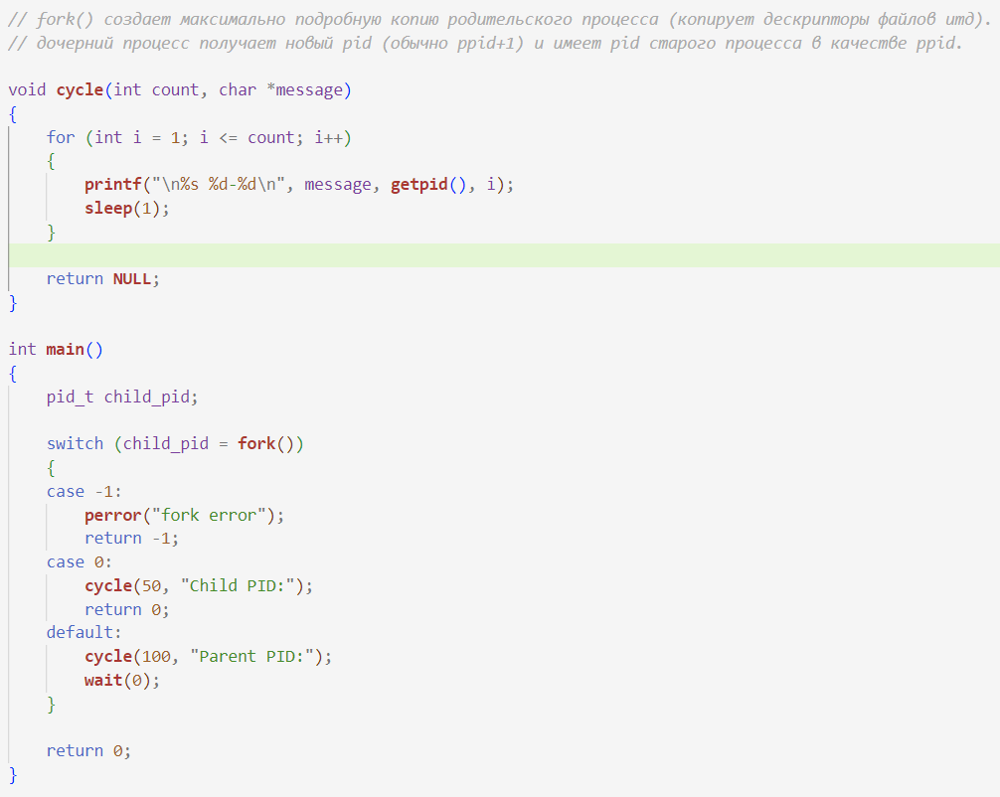 // fork() создает максимально подробную копию родительского процесса (копирует дескрипторы файлов итд).
// дочерний процесс получает новый pid (обычно ppid+1) и имеет pid старого процесса в качестве ppid.

void cycle(int count, char *message)
{
    for (int i = 1; i <= count; i++)
    {
        printf("\n%s %d-%d\n", message, getpid(), i);
        sleep(1);
    }

    return NULL;
}

int main()
{
    pid_t child_pid;

    switch (child_pid = fork())
    {
    case -1:
        perror("fork error");
        return -1;
    case 0:
        cycle(50, "Child PID:");
        return 0;
    default:
        cycle(100, "Parent PID:");
        wait(0);
    }

    return 0;
}